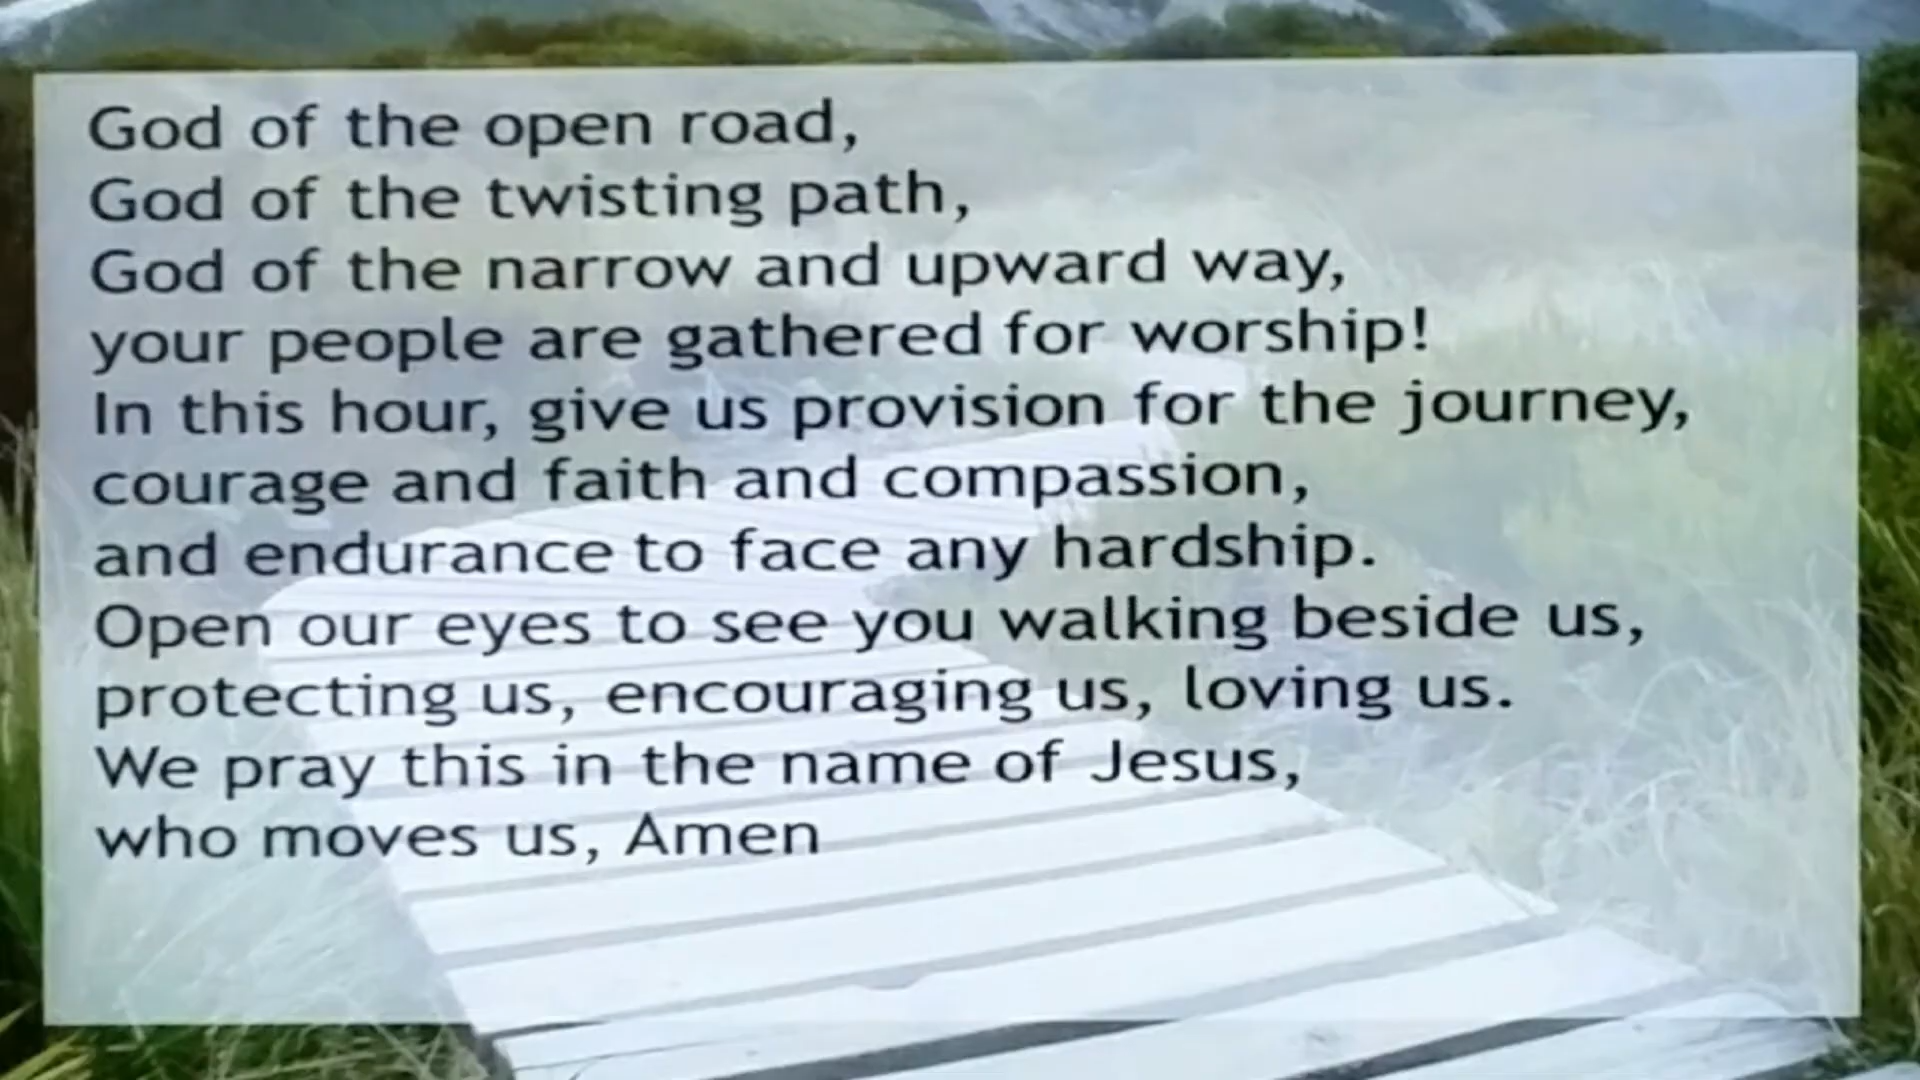 God of the open road,
God of the twisting path,
God of the narrow and upward way,
your people are gathered for worship!
In this hour, give us provision for the journey,
courage and faith and compassion,
and endurance to face any hardship.
Open our eyes to see you walking beside us,
protecting us, encouraging us, loving us.
We pray this in the name of Jesus,
who moves us, Amen